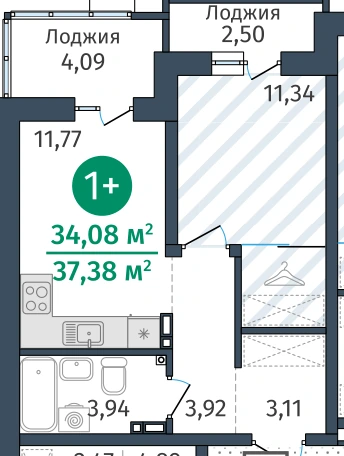 Лоджия
4,09
Лоджия
2,50
11,77
11,34
1+
34,08 м²
37,38 м²
3,94
3,92
3,11